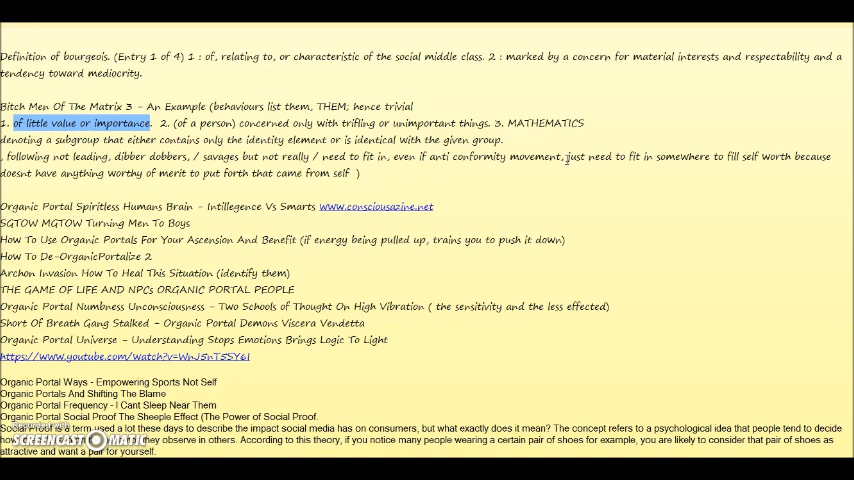 Definition of bourgeois. (Entry 1 of 4) 1 : of, relating to, or characteristic of the social middle class. 2 : marked by a concern for material interests and respectability and a
tendency toward mediocrity.
Bitch Men Of The Matrix 3 - An Example (behaviours list them, THEM; hence trivial
1. of little value or importance. 2. (of a person) concerned only with trifling or unimportant things. 3. MATHEMATICS
denoting a subgroup that either contains only the identity element or is identical with the given group.
, following not leading, dibber dobbers, / savages but not really / need to fit in, even if anti conformity movement, just need to fit in somewhere to fill self worth because
doesnt have anything worthy of merit to put forth that came from self )
Organic Portal Spiritless Humans Brain - Intillegence Vs Smarts www.consciousazine.net
SGTOW MGTOW Turning Men To Boys
How To Use Organic Portals For Your Ascension And Benefit (if energy being pulled up, trains you to push it down)
How To De-OrganicPortalize 2
Archon Invasion How To Heal This Situation (identify them)
THE GAME OF LIFE AND NPCs ORGANIC PORTAL PEOPLE
Organic Portal Numbness Unconsciousness - Two Schools of Thought On High Vibration ( the sensitivity and the less effected)
Short Of Breath Gang Stalked - Organic Portal Demons Viscera Vendetta
Organic Portal Universe - Understanding Stops Emotions Brings Logic To Light
https://www.youtube.com/watch?v=WnJ5nT5SY6I
Organic Portal Ways - Empowering Sports Not Self
Organic Portals And Shifting The Blame
Organic Portal Frequency - I Cant Sleep Near Them
Organic Portal Social Proof The Sheeple Effect (The Power of Social Proof.
Social Proof is a term used a lot these days to describe the impact social media has on consumers, but what exactly does it mean? The concept refers to a psychological idea that people tend to decide
they observe in others. According to this theory, if you notice many people wearing a certain pair of shoes for example, you are likely to consider that pair of shoes as
attractive and want a pair for yourself.
Recorded with
SCREENCAST-O-MATIC